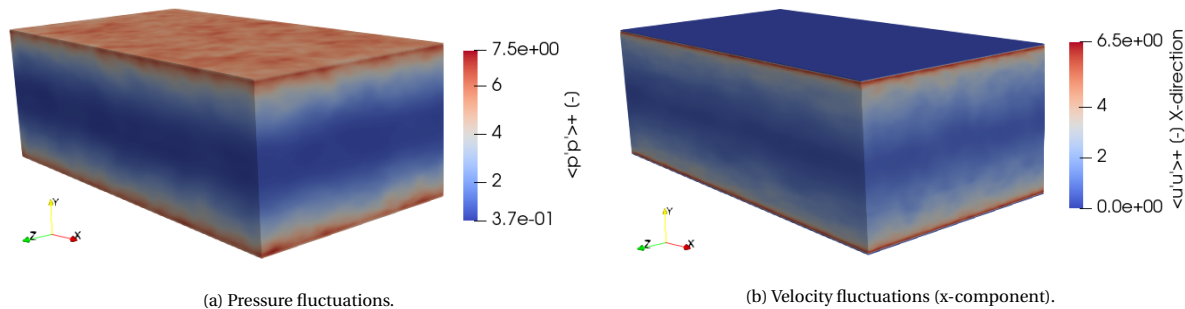 7.5e+00
6
4
2
3.7e-01
<p'p'>+ (-)
Y
Z
X
(a) Pressure fluctuations.
6.5e+00
4
2
0.0e+00
<u'u'>+ (-) X-direction
Y
Z
X
(b) Velocity fluctuations (x-component).